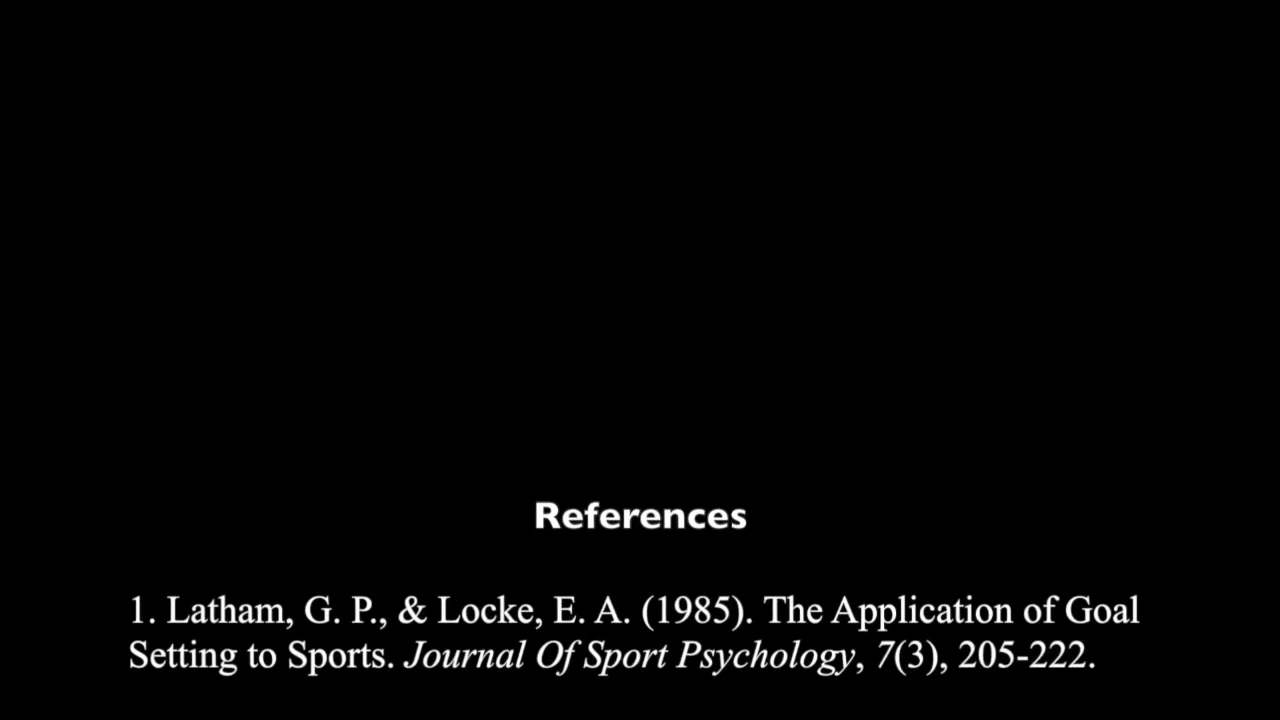 References
1. Latham, G. P., & Locke, E. A. (1985). The Application of Goal
Setting to Sports. Journal Of Sport Psychology, 7(3), 205-222.